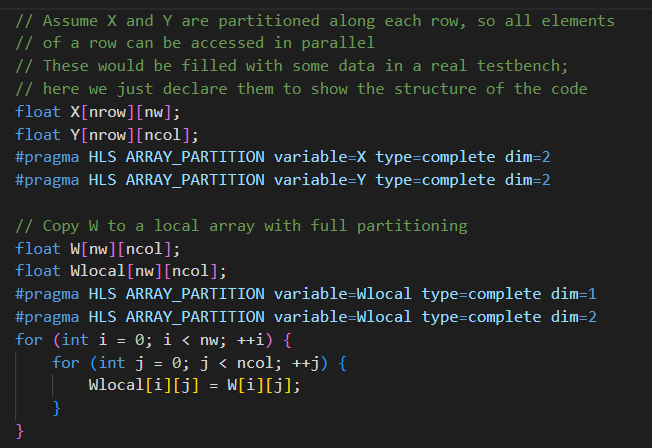 // Assume X and Y are partitioned along each row, so all elements
// of a row can be accessed in parallel
// These would be filled with some data in a real testbench;
// here we just declare them to show the structure of the code
float X[nrow][nw];
float Y[nrow][ncol];
#pragma HLS ARRAY_PARTITION variable=X type=complete dim=2
#pragma HLS ARRAY_PARTITION variable=Y type=complete dim=2

// Copy W to a local array with full partitioning
float W[nw][ncol];
float Wlocal[nw][ncol];
#pragma HLS ARRAY_PARTITION variable=Wlocal type=complete dim=1
#pragma HLS ARRAY_PARTITION variable=Wlocal type=complete dim=2
for (int i = 0; i < nw; ++i) {
    for (int j = 0; j < ncol; ++j) {
        Wlocal[i][j] = W[i][j];
    }
}